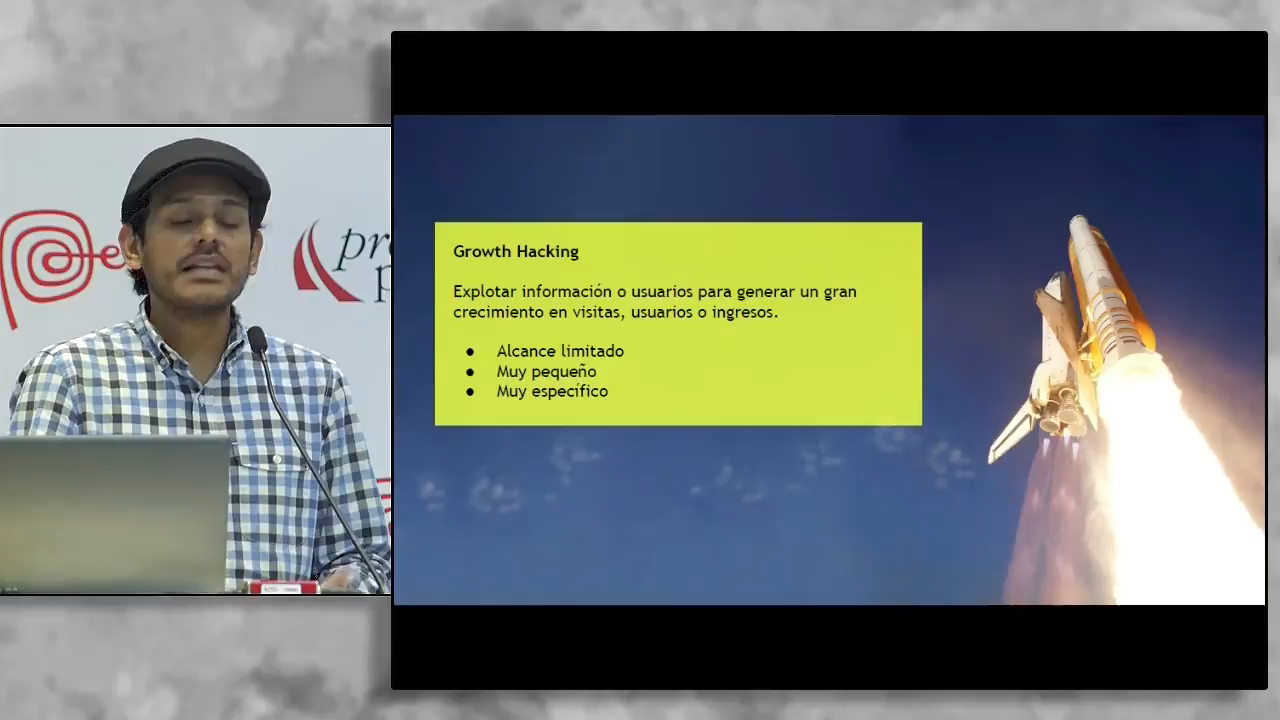 Growth Hacking
Explotar información o usuarios para generar un gran
crecimiento en visitas, usuarios o ingresos.
● Alcance limitado
● Muy pequeño
● Muy específico